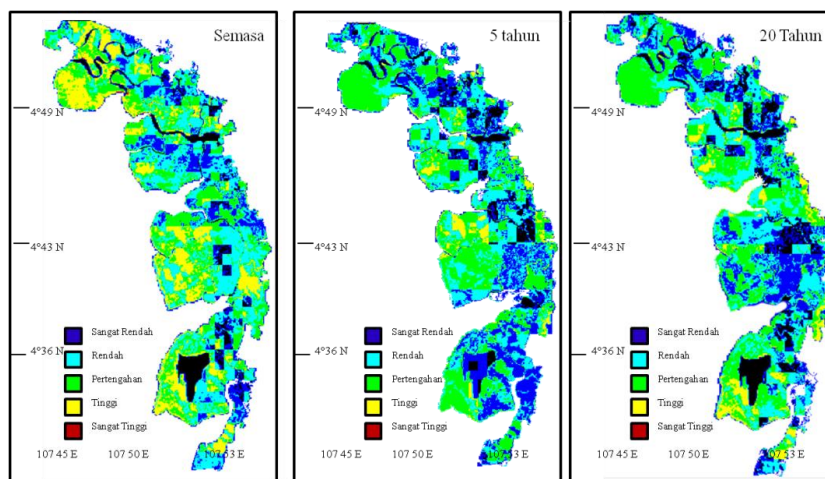 Semasa
4°49 N
4°43 N
4°36 N
Sangat Rendah
Rendah
Pertengahan
Tinggi
Sangat Tinggi
107 45 E
107 50 E
107 53 E
5 tahun
4°49 N
4°43 N
4°36 N
Sangat Rendah
Rendah
Pertengahan
Tinggi
Sangat Tinggi
107 45 E
107 50 E
107 53 E
20 Tahun
4°49 N
4°43 N
4°36 N
Sangat Rendah
Rendah
Pertengahan
Tinggi
Sangat Tinggi
107 45 E
107 50 E
107 53 E